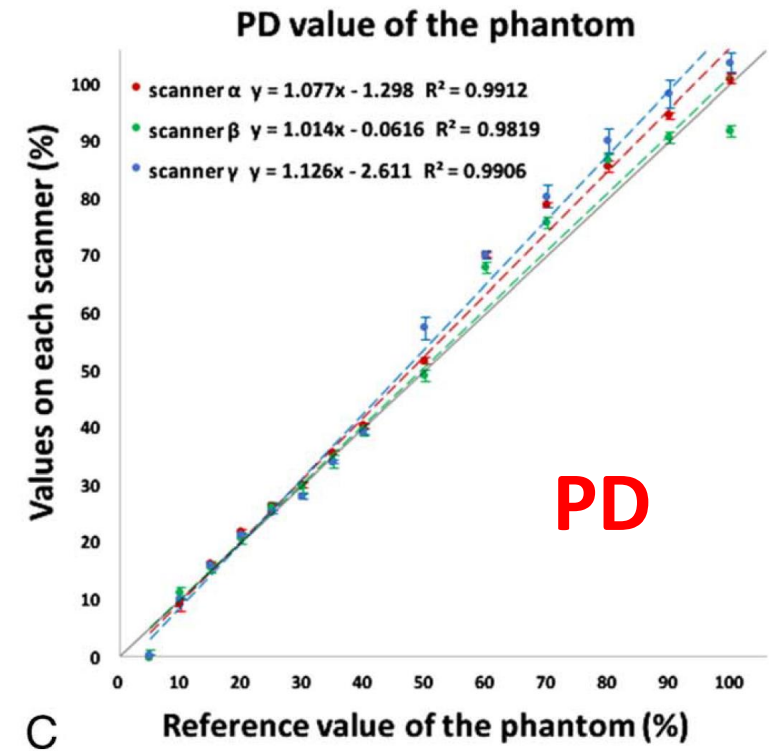 PD value of the phantom
scanner α y = 1.077x - 1.298 R² = 0.9912
scanner β y = 1.014x - 0.0616 R² = 0.9819
scanner γ y = 1.126x - 2.611 R² = 0.9906
Values on each scanner (%)
100
90
80
70
60
50
40
30
20
10
0
PD
0 10 20 30 40 50 60 70 80 90 100
Reference value of the phantom (%)
C